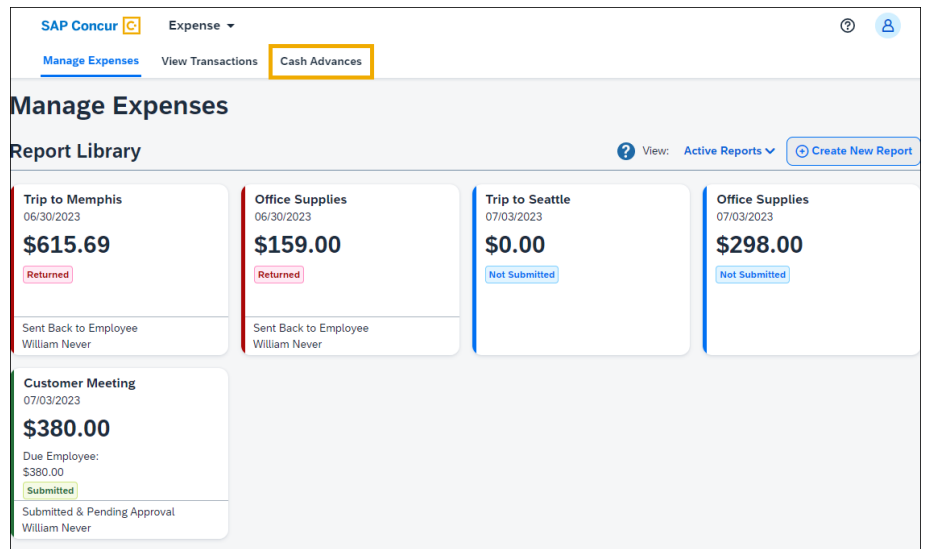 SAP Concur C Expense
Manage Expenses View Transactions Cash Advances
Manage Expenses
Report Library
? View: Active Reports Create New Report
Trip to Memphis
06/30/2023
$615.69
Returned
Sent Back to Employee
William Never
Office Supplies
06/30/2023
$159.00
Returned
Sent Back to Employee
William Never
Trip to Seattle
07/03/2023
$0.00
Not Submitted
Office Supplies
07/03/2023
$298.00
Not Submitted
Customer Meeting
07/03/2023
$380.00
Due Employee:
$380.00
Submitted
Submitted & Pending Approval
William Never